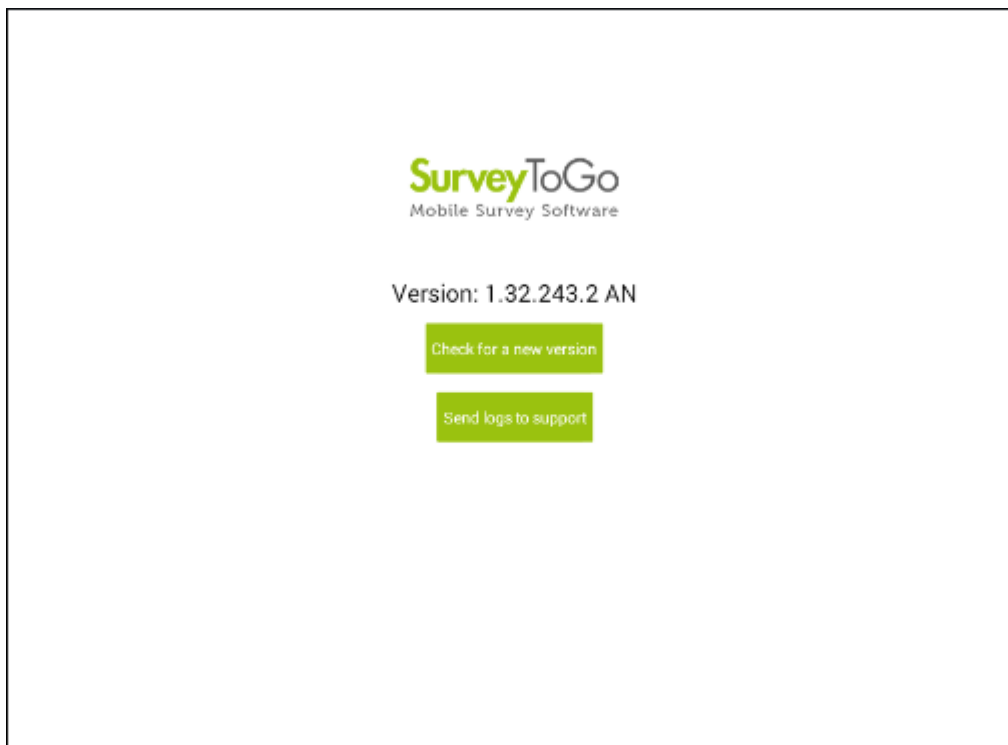 SurveyToGo
Mobile Survey Software
Version: 1.32.243.2 AN
Check for a new version
Send logs to support